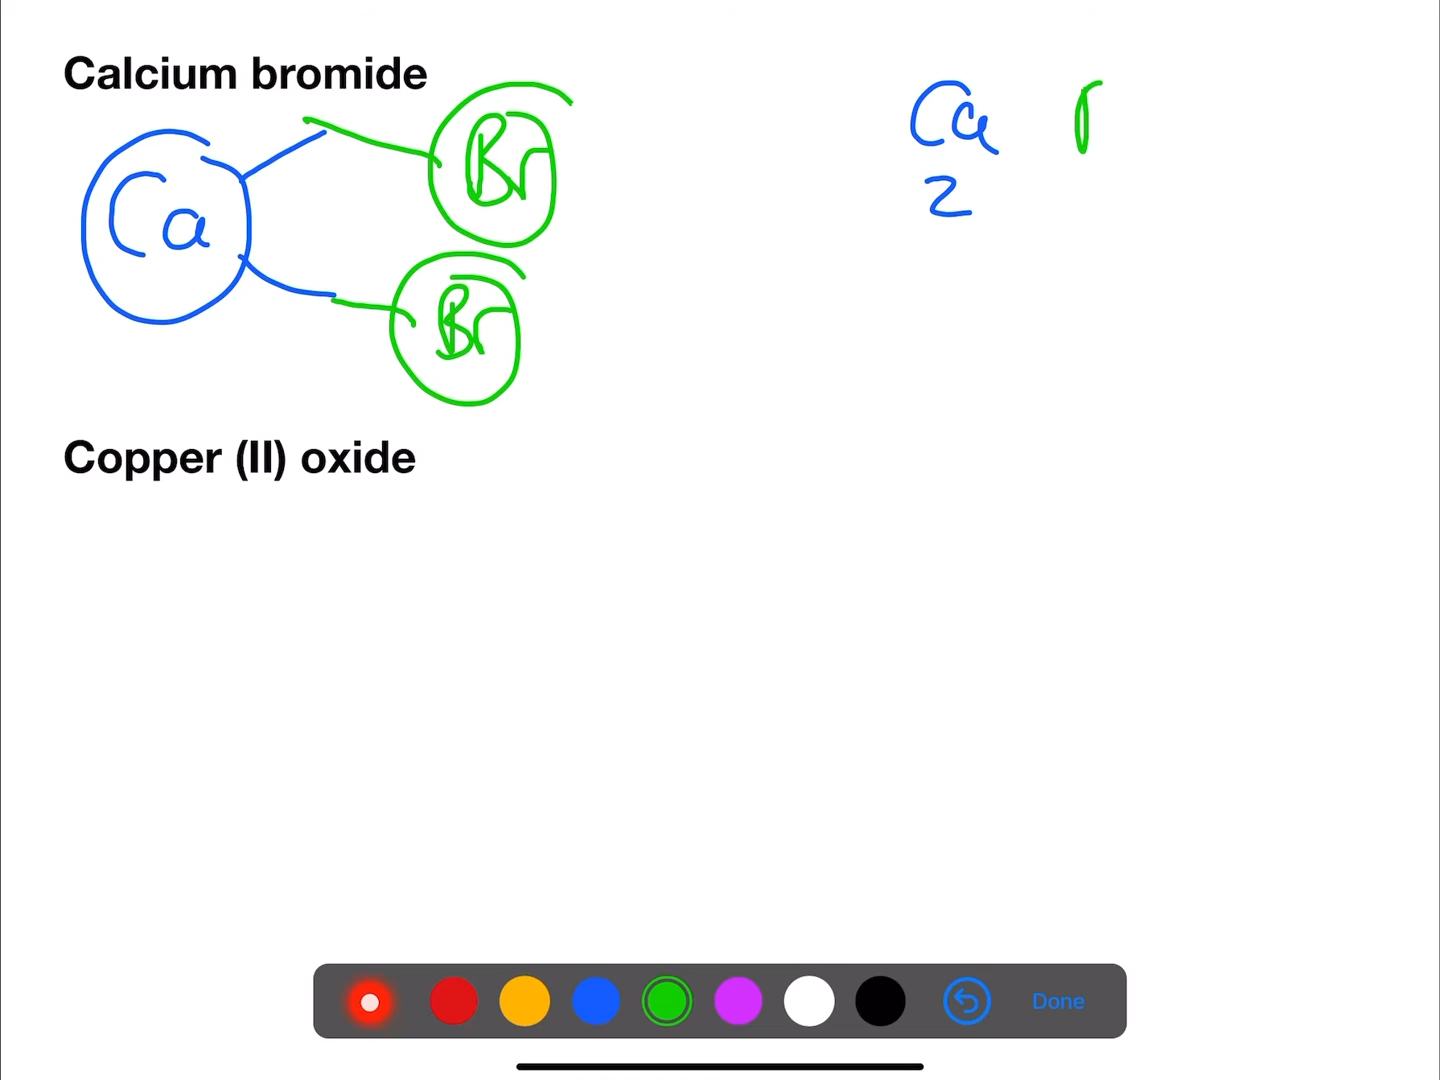 Calcium bromide
Ca Br Ca
2
Br
Copper (II) oxide
Done